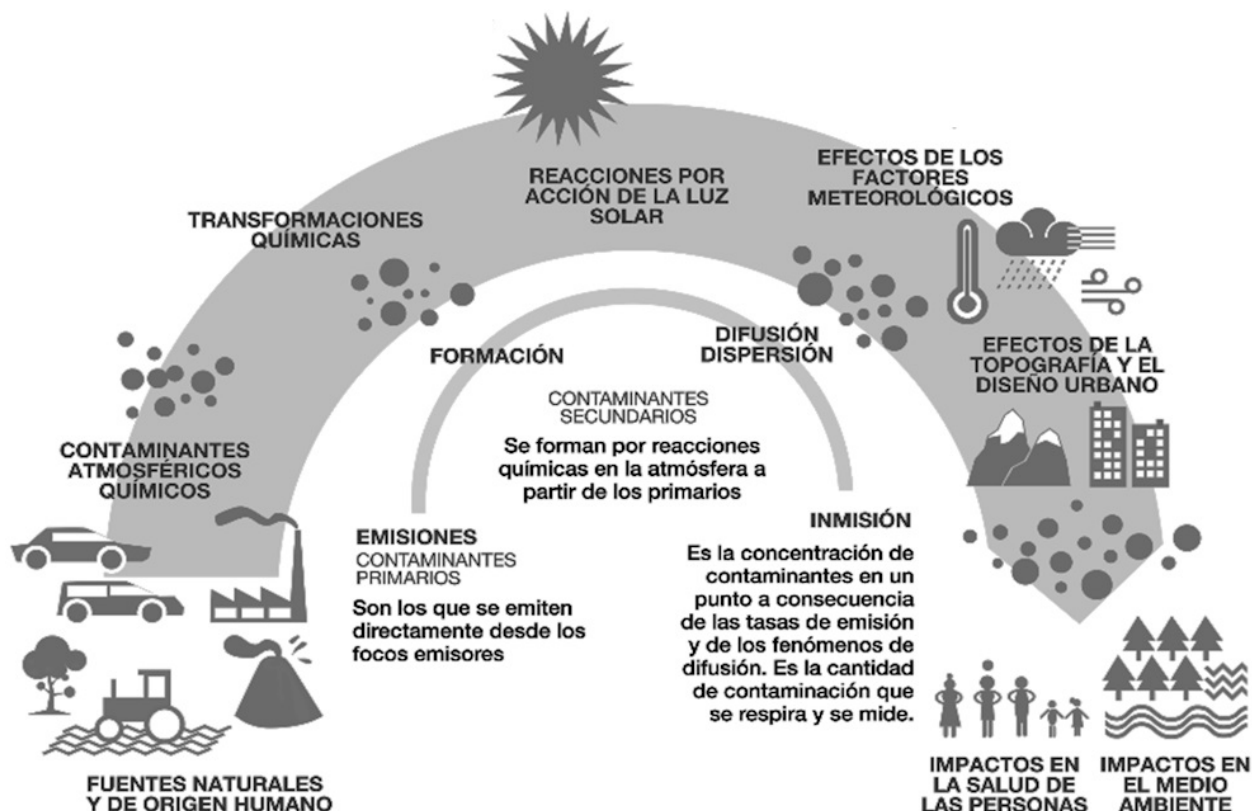 REACCIONES POR
ACCIÓN DE LA LUZ
SOLAR
EFECTOS DE LOS
FACTORES
METEOROLÓGICOS
TRANSFORMACIONES
QUÍMICAS
FORMACIÓN
DIFUSIÓN
DISPERSIÓN
EFECTOS DE LA
TOPOGRAFÍA Y EL
DISEÑO URBANO
CONTAMINANTES
SECUNDARIOS
Se forman por reacciones
químicas en la atmósfera a
partir de los primarios
CONTAMINANTES
ATMOSFÉRICOS
QUÍMICOS
EMISIONES
CONTAMINANTES
PRIMARIOS
Son los que se emiten
directamente desde los
focos emisores
INMISIÓN
Es la concentración de
contaminantes en un
punto a consecuencia
de las tasas de emisión
y de los fenómenos de
difusión. Es la cantidad
de contaminación que
se respira y se mide.
FUENTES NATURALES
Y DE ORIGEN HUMANO
IMPACTOS EN
LA SALUD DE
LAS PERSONAS
IMPACTOS EN
EL MEDIO
AMBIENTE